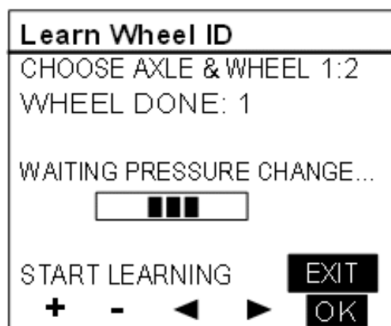 Learn Wheel ID
CHOOSE AXLE & WHEEL 1:2
WHEEL DONE: 1
WAITING PRESSURE CHANGE...
START LEARNING EXIT
+ - ◀ ▶ OK